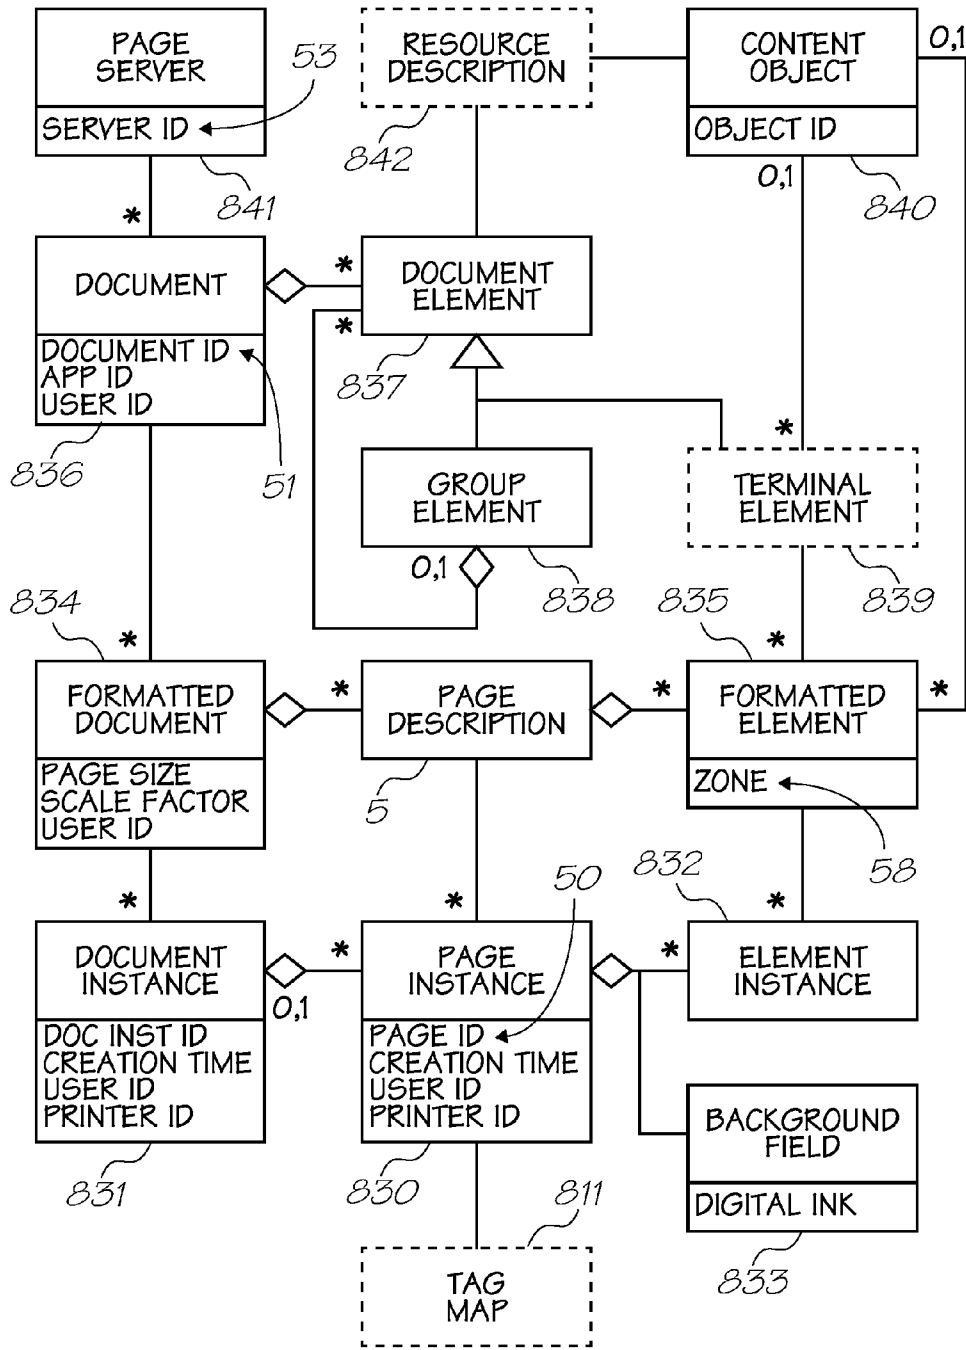 PAGE
SERVER
53
SERVER ID
841
*
RESOURCE
DESCRIPTION
842
CONTENT
OBJECT
0,1
OBJECT ID
0,1
840
DOCUMENT
*
*
DOCUMENT
ELEMENT
837
DOCUMENT ID
APP ID
USER ID
836
51
GROUP
ELEMENT
0,1
838
*
TERMINAL
ELEMENT
839
834
*
FORMATTED
DOCUMENT
*
PAGE SIZE
SCALE FACTOR
USER ID
PAGE
DESCRIPTION
5
*
835
*
FORMATTED
ELEMENT
*
ZONE
58
*
DOCUMENT
INSTANCE
0,1
*
DOC INST ID
CREATION TIME
USER ID
PRINTER ID
831
*
50
PAGE
INSTANCE
*
PAGE ID
CREATION TIME
USER ID
PRINTER ID
830
832
*
ELEMENT
INSTANCE
BACKGROUND
FIELD
DIGITAL INK
833
811
TAG
MAP